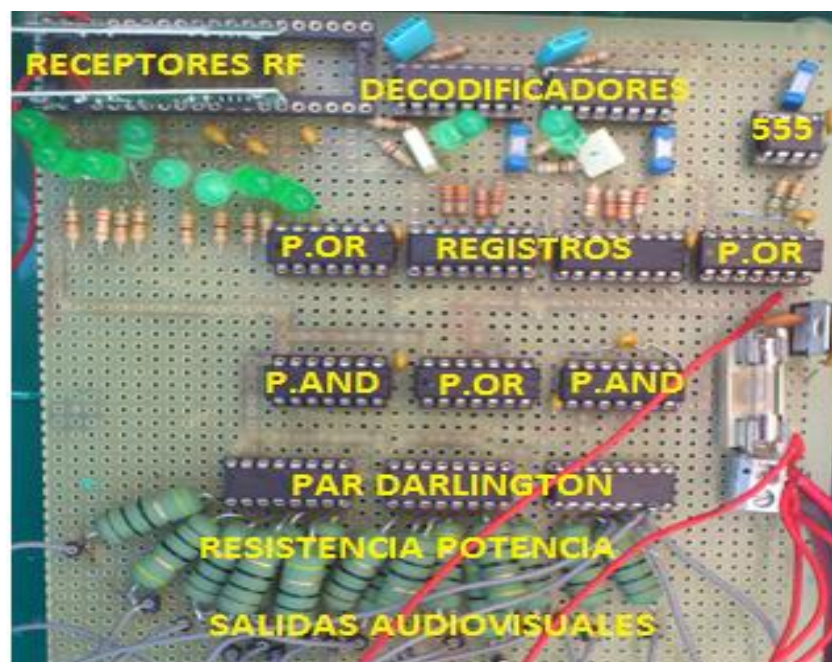 RECEPTORES RF
DECODIFICADORES
555
P.OR
REGISTROS
P.OR
P.AND
P.OR
P.AND
PAR DARLINGTON
RESISTENCIA POTENCIA
SALIDAS AUDIOVISUALES